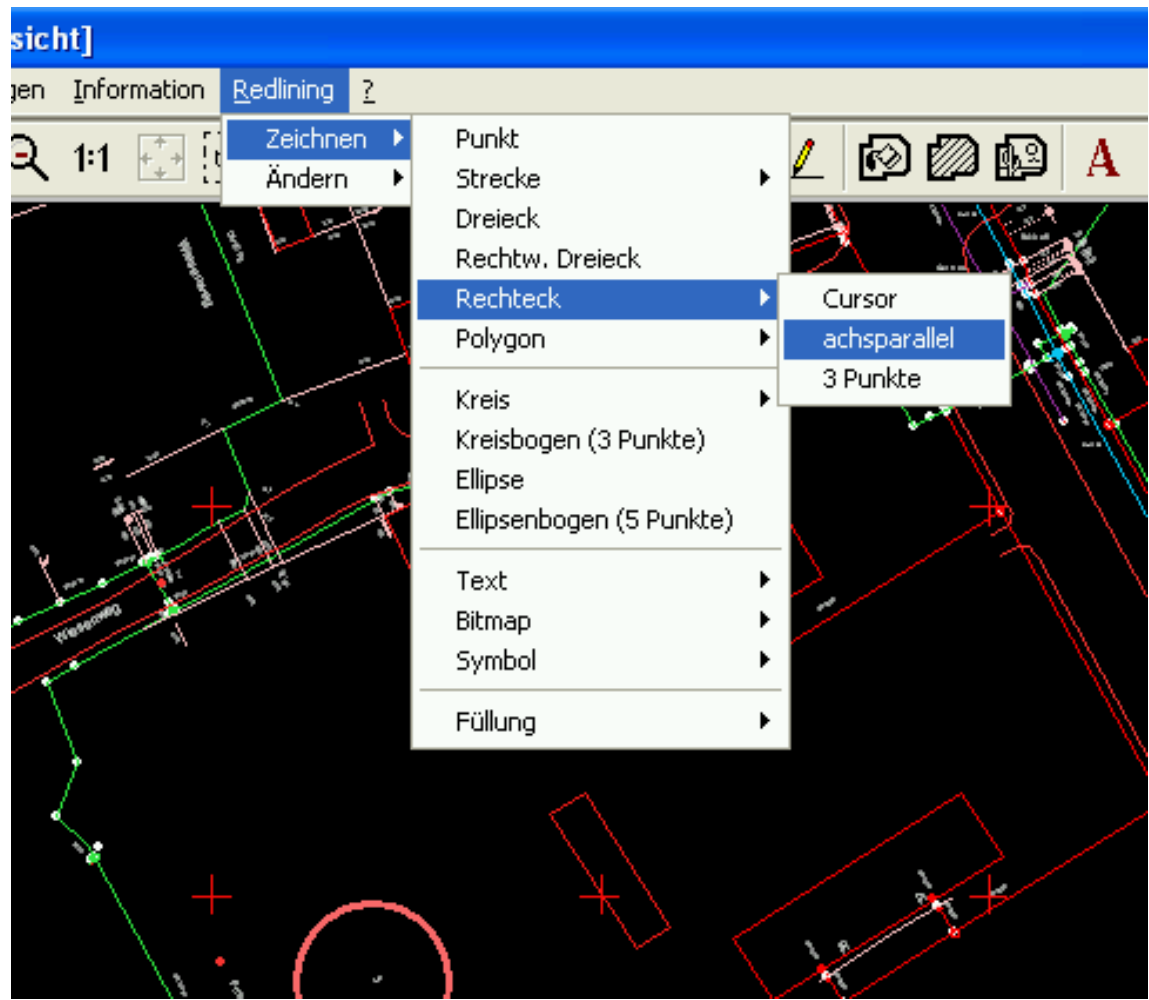 sicht]
gen Information Redlining ?
1:1 A
Zeichnen
Ändern
Punkt
Strecke
Dreieck
Rechtw. Dreieck
Rechteck
Polygon
Kreis
Kreisbogen (3 Punkte)
Ellipse
Ellipsenbogen (5 Punkte)
Text
Bitmap
Symbol
Füllung
Cursor
achsparallel
3 Punkte
Wiesenweg